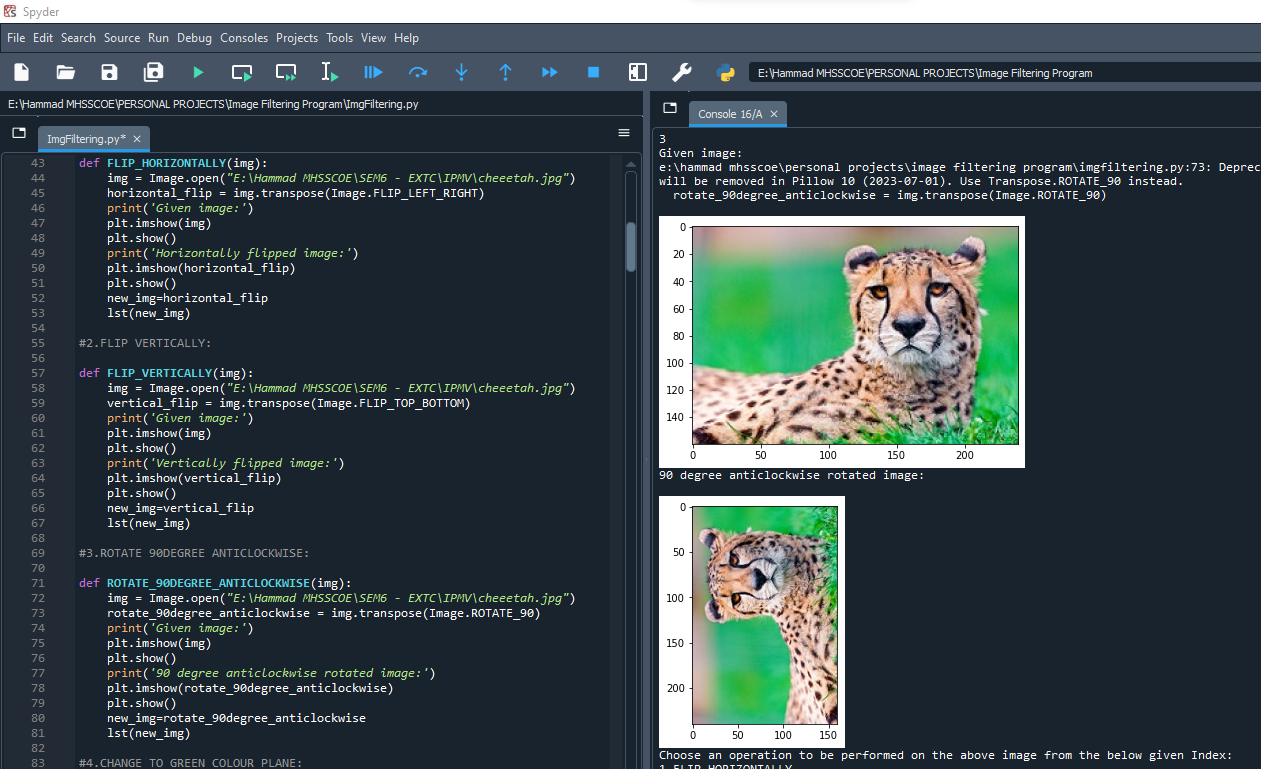 Spyder
File Edit Search Source Run Debug Consoles Projects Tools View Help
E:\Hammad MHSSCOE\PERSONAL PROJECTS\Image Filtering Program
E:\Hammad MHSSCOE\PERSONAL PROJECTS\Image Filtering Program\ImgFiltering.py
ImgFiltering.py*
43 def FLIP_HORIZONTALLY(img):
44 img = Image.open("E:\Hammad MHSSCOE\SEM6 - EXTC\IPMV\cheeetah.jpg")
45 horizontal_flip = img.transpose(Image.FLIP_LEFT_RIGHT)
46 print('Given image:')
47 plt.imshow(img)
48 plt.show()
49 print('Horizontally flipped image:')
50 plt.imshow(horizontal_flip)
51 plt.show()
52 new_img=horizontal_flip
53 lst(new_img)
54
55 #2.FLIP VERTICALLY:
56
57 def FLIP_VERTICALLY(img):
58 img = Image.open("E:\Hammad MHSSCOE\SEM6 - EXTC\IPMV\cheeetah.jpg")
59 vertical_flip = img.transpose(Image.FLIP_TOP_BOTTOM)
60 print('Given image:')
61 plt.imshow(img)
62 plt.show()
63 print('Vertically flipped image:')
64 plt.imshow(vertical_flip)
65 plt.show()
66 new_img=vertical_flip
67 lst(new_img)
68
69 #3.ROTATE 90DEGREE ANTICLOCKWISE:
70
71 def ROTATE_90DEGREE_ANTICLOCKWISE(img):
72 img = Image.open("E:\Hammad MHSSCOE\SEM6 - EXTC\IPMV\cheeetah.jpg")
73 rotate_90degree_anticlockwise = img.transpose(Image.ROTATE_90)
74 print('Given image:')
75 plt.imshow(img)
76 plt.show()
77 print('90 degree anticlockwise rotated image:')
78 plt.imshow(rotate_90degree_anticlockwise)
79 plt.show()
80 new_img=rotate_90degree_anticlockwise
81 lst(new_img)
82
83 #4.CHANGE TO GREEN COLOUR PLANE:
Console 16/A
3
Given image:
e:\hammad mhsscoe\personal projects\image filtering program\imgfiltering.py:73: Deprec
will be removed in Pillow 10 (2023-07-01). Use Transpose.ROTATE_90 instead.
rotate_90degree_anticlockwise = img.transpose(Image.ROTATE_90)
0
20
40
60
80
100
120
140
0 50 100 150 200
90 degree anticlockwise rotated image:
0
50
100
150
200
0 50 100 150
Choose an operation to be performed on the above image from the below given Index:
1.FLIP HORIZONTALLY